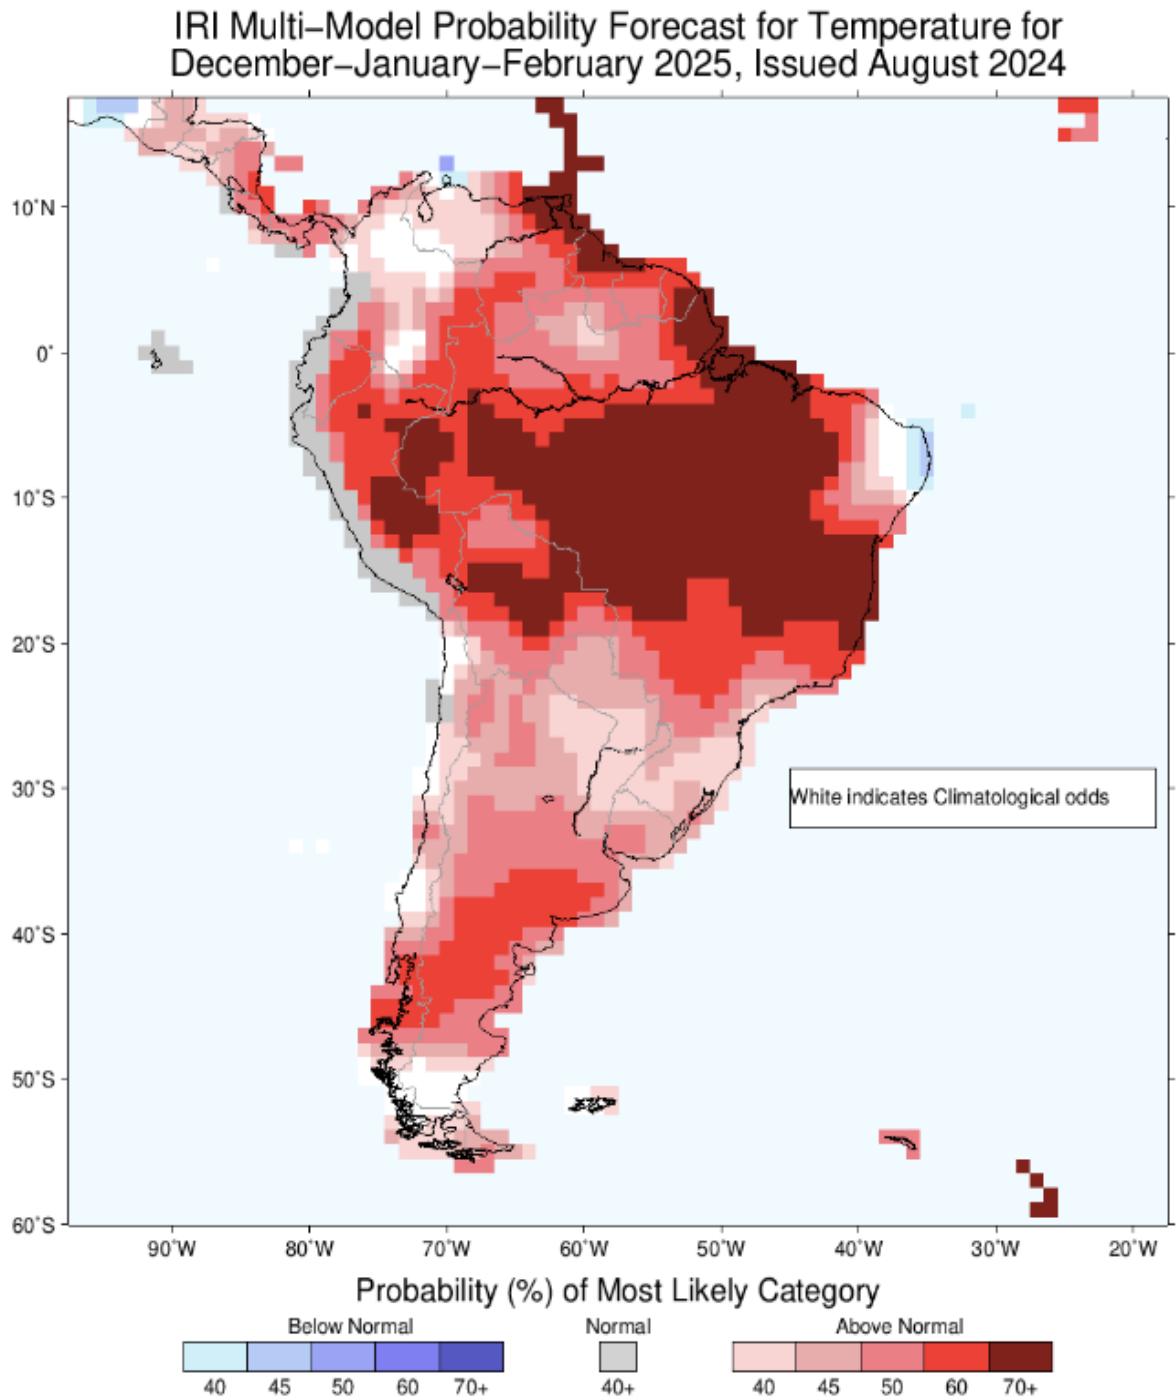 IRI Multi-Model Probability Forecast for Temperature for
December-January-February 2025, Issued August 2024
10°N
0°
10°S
20°S
30°S
40°S
50°S
60°S
White indicates Climatological odds
90°W 80°W 70°W 60°W 50°W 40°W 30°W 20°W
Probability (%) of Most Likely Category
Below Normal Normal Above Normal
40 45 50 60 70+ 40+ 40 45 50 60 70+